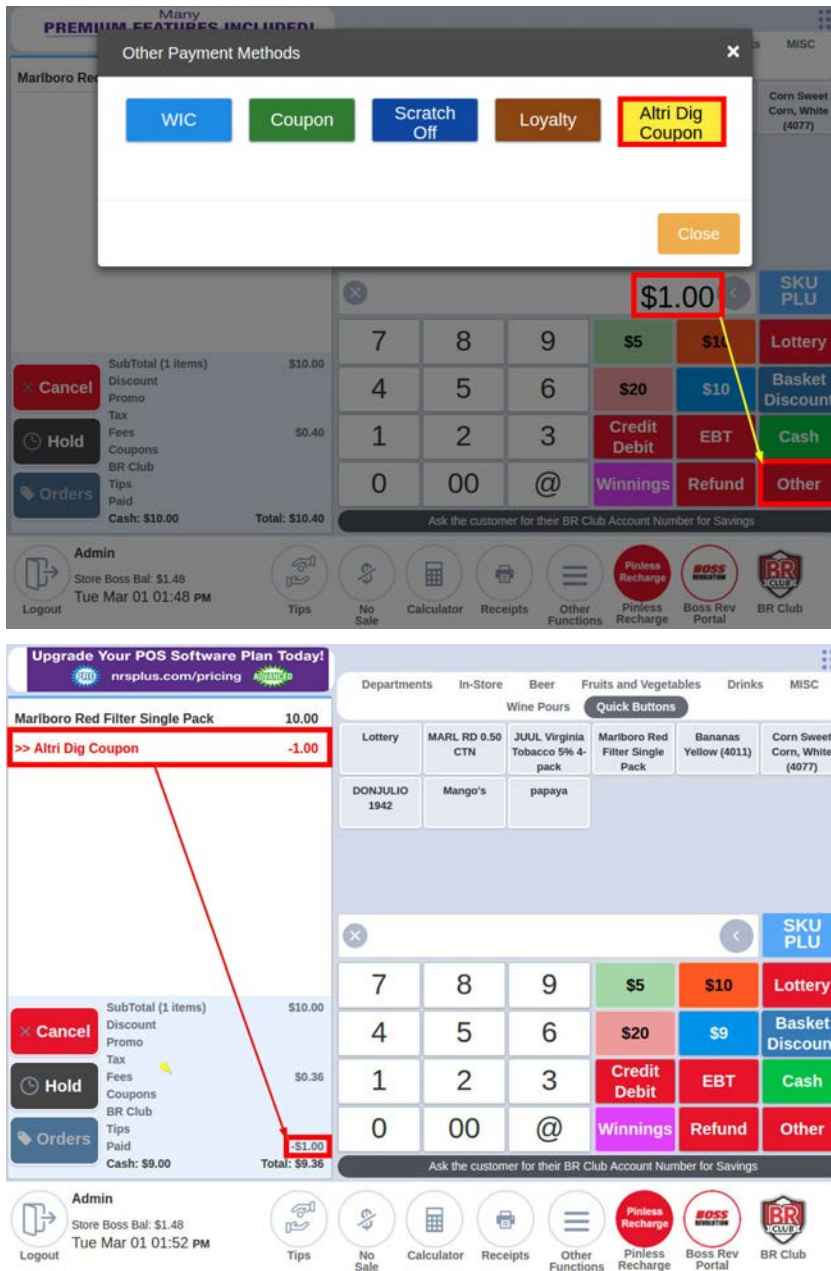 Many
PREMIUM FEATURES INCLUDED!
MISC
Other Payment Methods
×
Marlboro Red
WIC
Coupon
Scratch Off
Loyalty
Altri Dig Coupon
Corn Sweet Corn, White (4077)
Close
$1.00
SKU PLU
7 8 9 $5 $10 Lottery
4 5 6 $20 $10 Basket Discount
1 2 3 Credit Debit EBT Cash
0 00 @ Winnings Refund Other
Cancel
Hold
Orders
SubTotal (1 items) $10.00
Discount
Promo
Tax
Fees $0.40
Coupons
BR Club
Tips
Paid
Cash: $10.00 Total: $10.40
Ask the customer for their BR Club Account Number for Savings
Admin
Store Boss Bal: $1.48
Tue Mar 01 01:48 PM
Logout
Tips
No Sale
Calculator
Receipts
Other Functions
Pinless Recharge
Pinless Recharge
BOSS REVOLUTION
Boss Rev Portal
BR CLUB
BR Club
Upgrade Your POS Software Plan Today!
PRO nrsplus.com/pricing ADVANCED
Departments In-Store Beer Fruits and Vegetables Drinks MISC
Wine Pours Quick Buttons
Marlboro Red Filter Single Pack 10.00
>> Altri Dig Coupon -1.00
Lottery
MARL RD 0.50 CTN
JUUL Virginia Tobacco 5% 4-pack
Marlboro Red Filter Single Pack
Bananas Yellow (4011)
Corn Sweet Corn, White (4077)
DONJULIO 1942
Mango's
papaya
SKU PLU
7 8 9 $5 $10 Lottery
4 5 6 $20 $9 Basket Discoun
1 2 3 Credit Debit EBT Cash
0 00 @ Winnings Refund Other
Cancel
Hold
Orders
SubTotal (1 items) $10.00
Discount
Promo
Tax
Fees $0.36
Coupons
BR Club
Tips
Paid -$1.00
Cash: $9.00 Total: $9.36
Ask the customer for their BR Club Account Number for Savings
Admin
Store Boss Bal: $1.48
Tue Mar 01 01:52 PM
Logout
Tips
No Sale
Calculator
Receipts
Other Functions
Pinless Recharge
Pinless Recharge
BOSS REVOLUTION
Boss Rev Portal
BR CLUB
BR Club